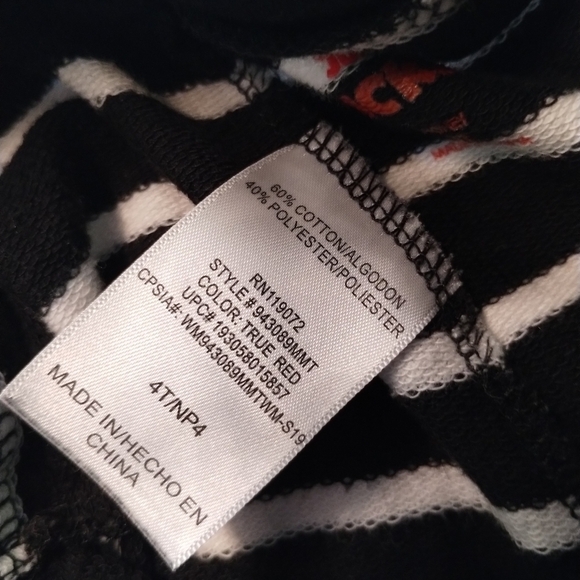 60% COTTON/ALGODON
40% POLYESTER/POLIESTER
RN119072
STYLE #943089MMT
COLOR: TRUE RED
UPC# 193058015857
CPSIA#: WM943089MMTWM-S19
4T/NP4
MADE IN/HECHO EN
CHINA